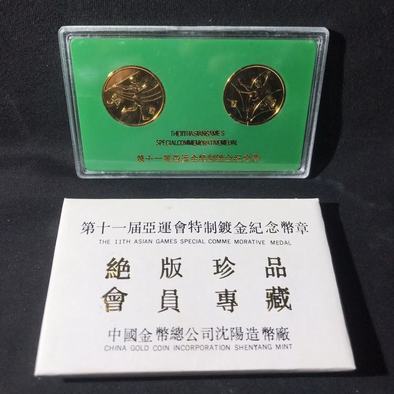 THE 11TH ASIAN GAMES
SPECIAL COMMEMORATIVE MEDAL
第十一届亞運會特制鍍金紀念幣章
第十一届亞運會特制鍍金紀念幣章
THE 11TH ASIAN GAMES SPECIAL COMME MORATIVE MEDAL
絕版珍品
會員專藏
中國金幣總公司沈陽造幣廠
CHINA GOLD COIN INCORPORATION SHENYANG MINT